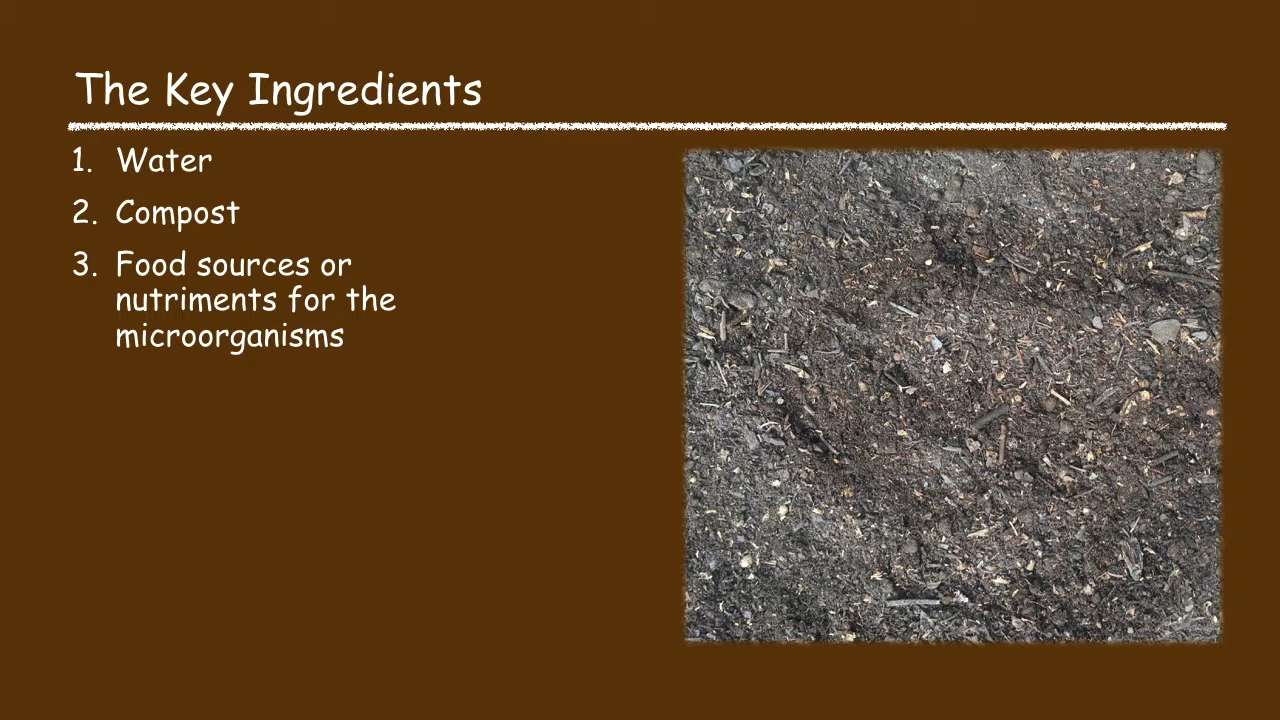 The Key Ingredients
1. Water
2. Compost
3. Food sources or
nutriments for the
microorganisms